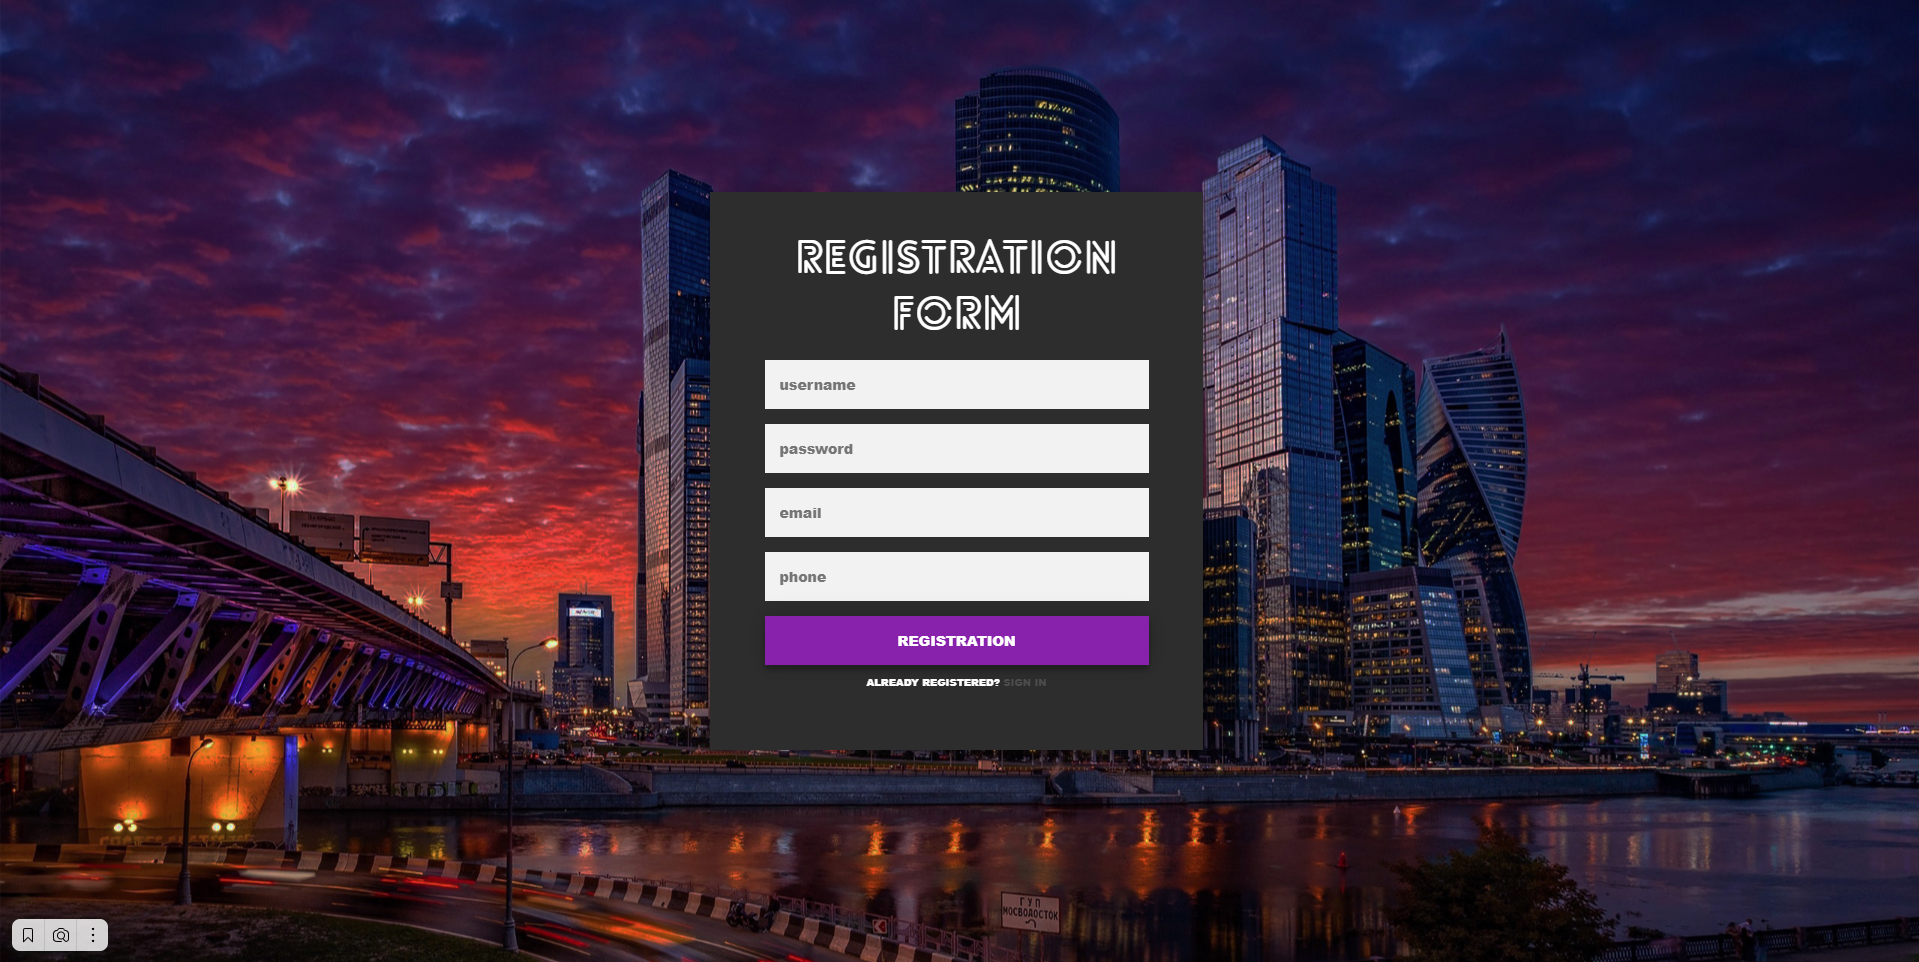 REGISTRATION
FORM
username
password
email
phone
REGISTRATION
ALREADY REGISTERED? SIGN IN
ГУП
МОСВОДОСТОК